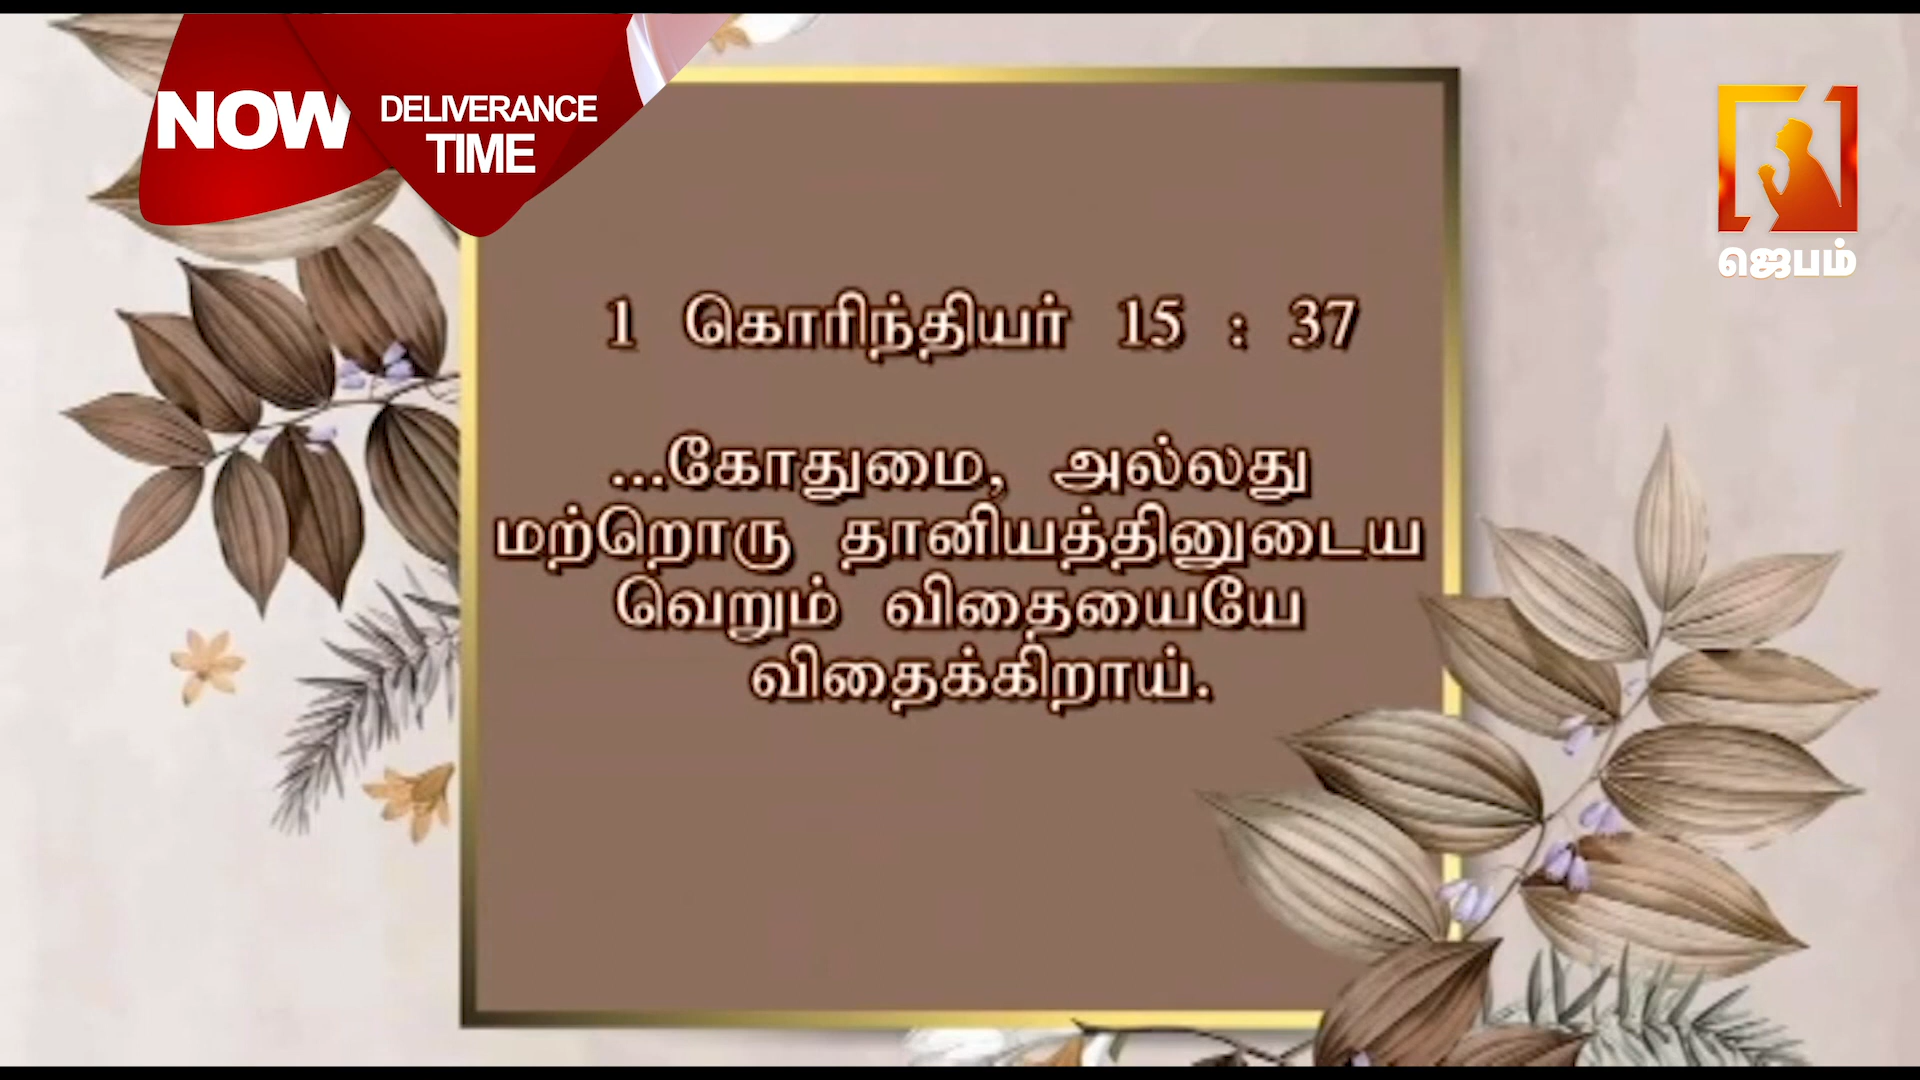 NOW
DELIVERANCE
TIME
ஜெபம்
1 கொரிந்தியர் 15 : 37
...கோதுமை, அல்லது
மற்றொரு தானியத்தினுடைய
வெறும் விதையையே
விதைக்கிறாய்.